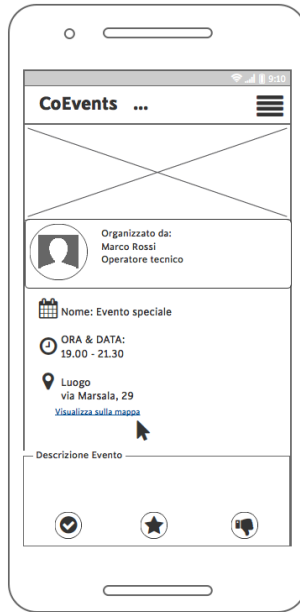 9:10
CoEvents ...
Organizzato da:
Marco Rossi
Operatore tecnico
Nome: Evento speciale
ORA & DATA:
19.00 - 21.30
Luogo
via Marsala, 29
Visualizza sulla mappa
Descrizione Evento